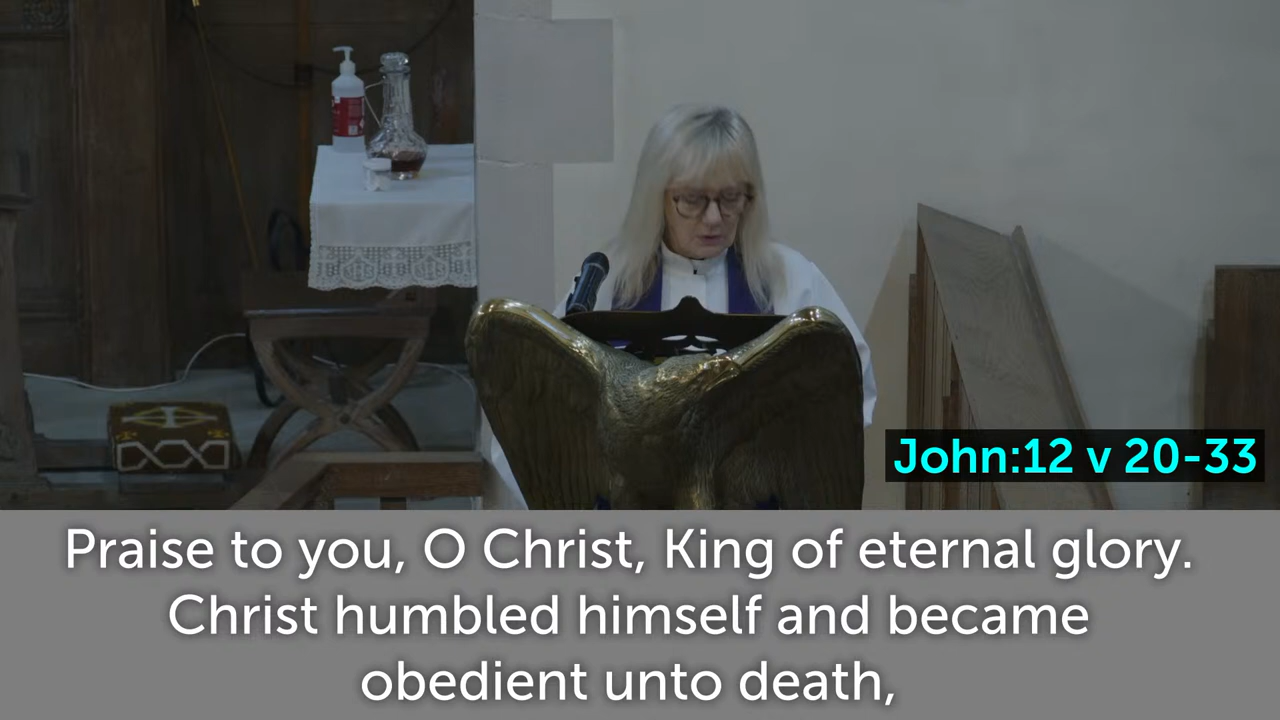 John:12 v 20-33
Praise to you, O Christ, King of eternal glory.
Christ humbled himself and became
obedient unto death,